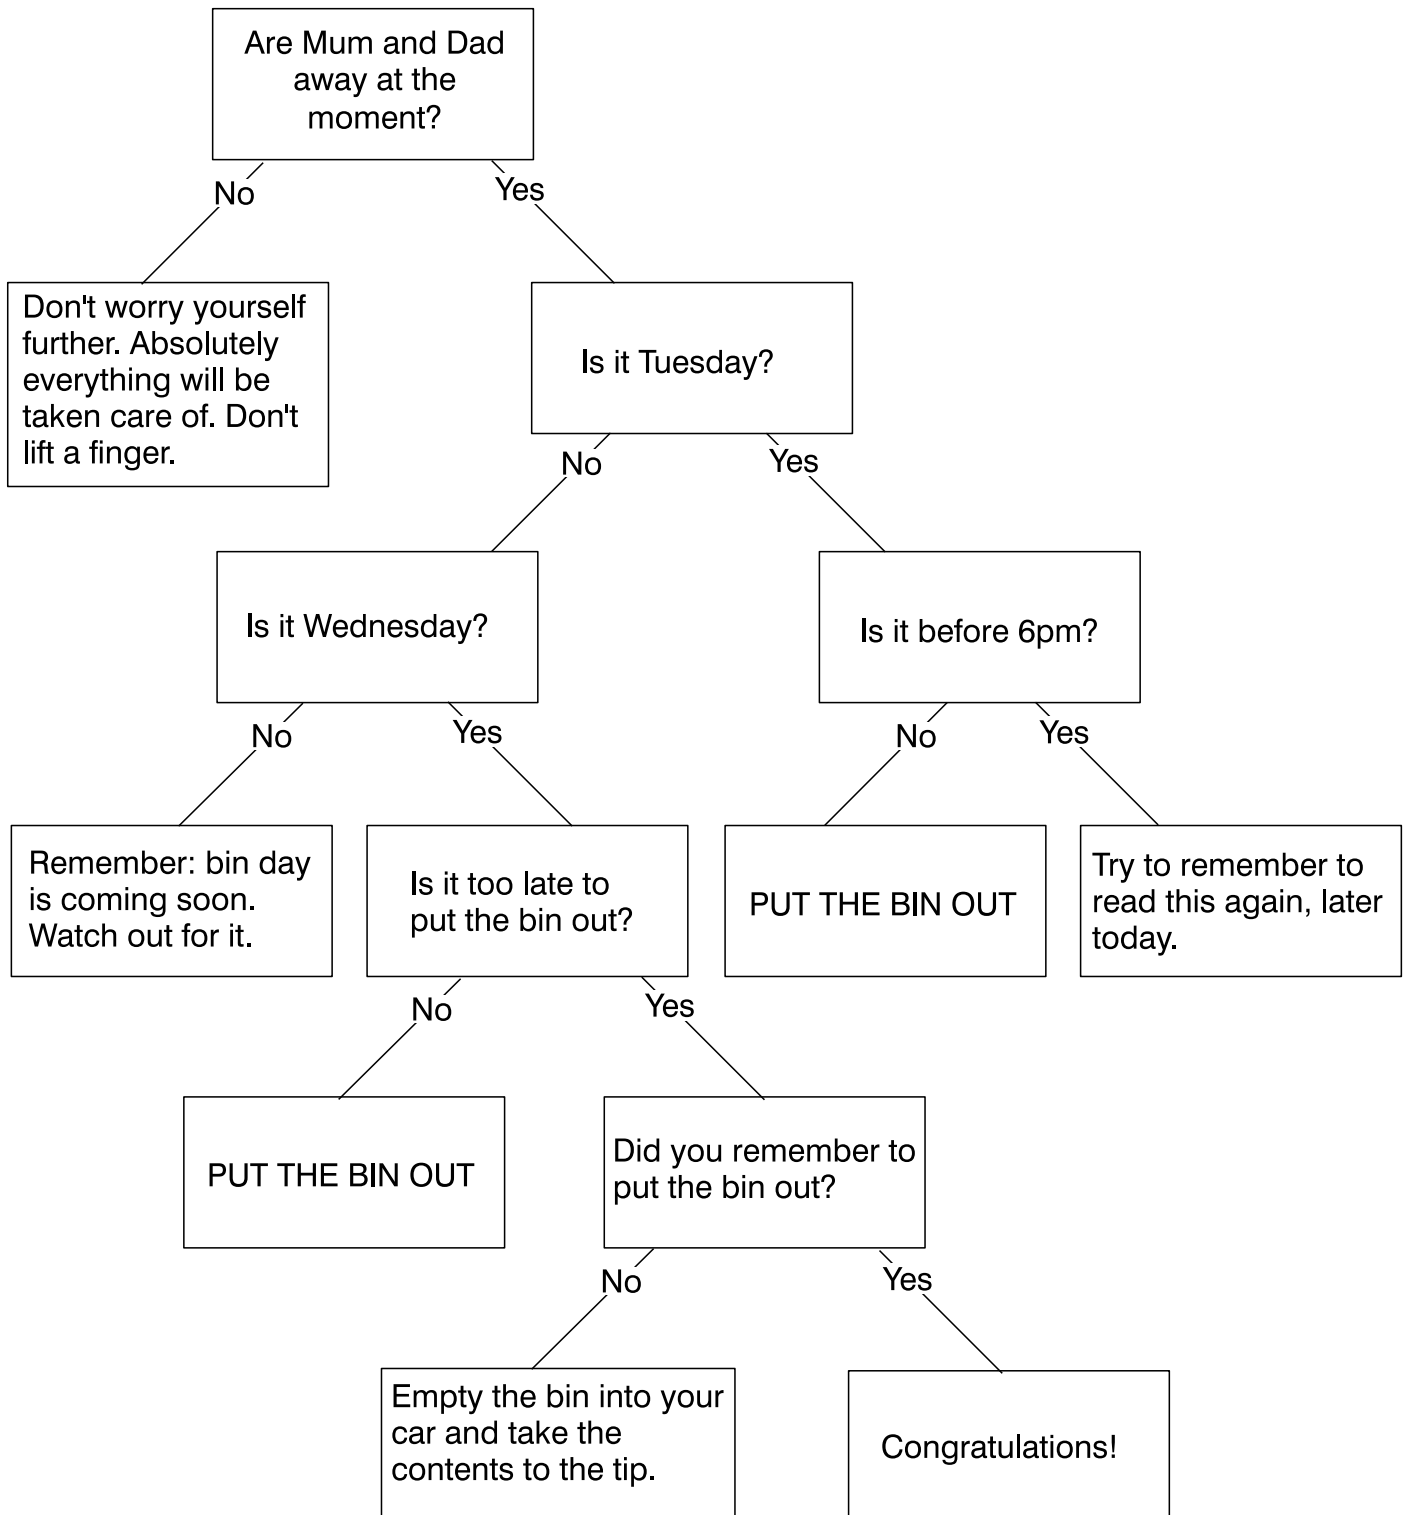 Are Mum and Dad
away at the
moment?
No
Yes
Don't worry yourself
further. Absolutely
everything will be
taken care of. Don't
lift a finger.
Is it Tuesday?
No
Yes
Is it Wednesday?
Is it before 6pm?
No
Yes
No
Yes
Remember: bin day
is coming soon.
Watch out for it.
Is it too late to
put the bin out?
PUT THE BIN OUT
Try to remember to
read this again, later
today.
No
Yes
PUT THE BIN OUT
Did you remember to
put the bin out?
No
Yes
Empty the bin into your
car and take the
contents to the tip.
Congratulations!